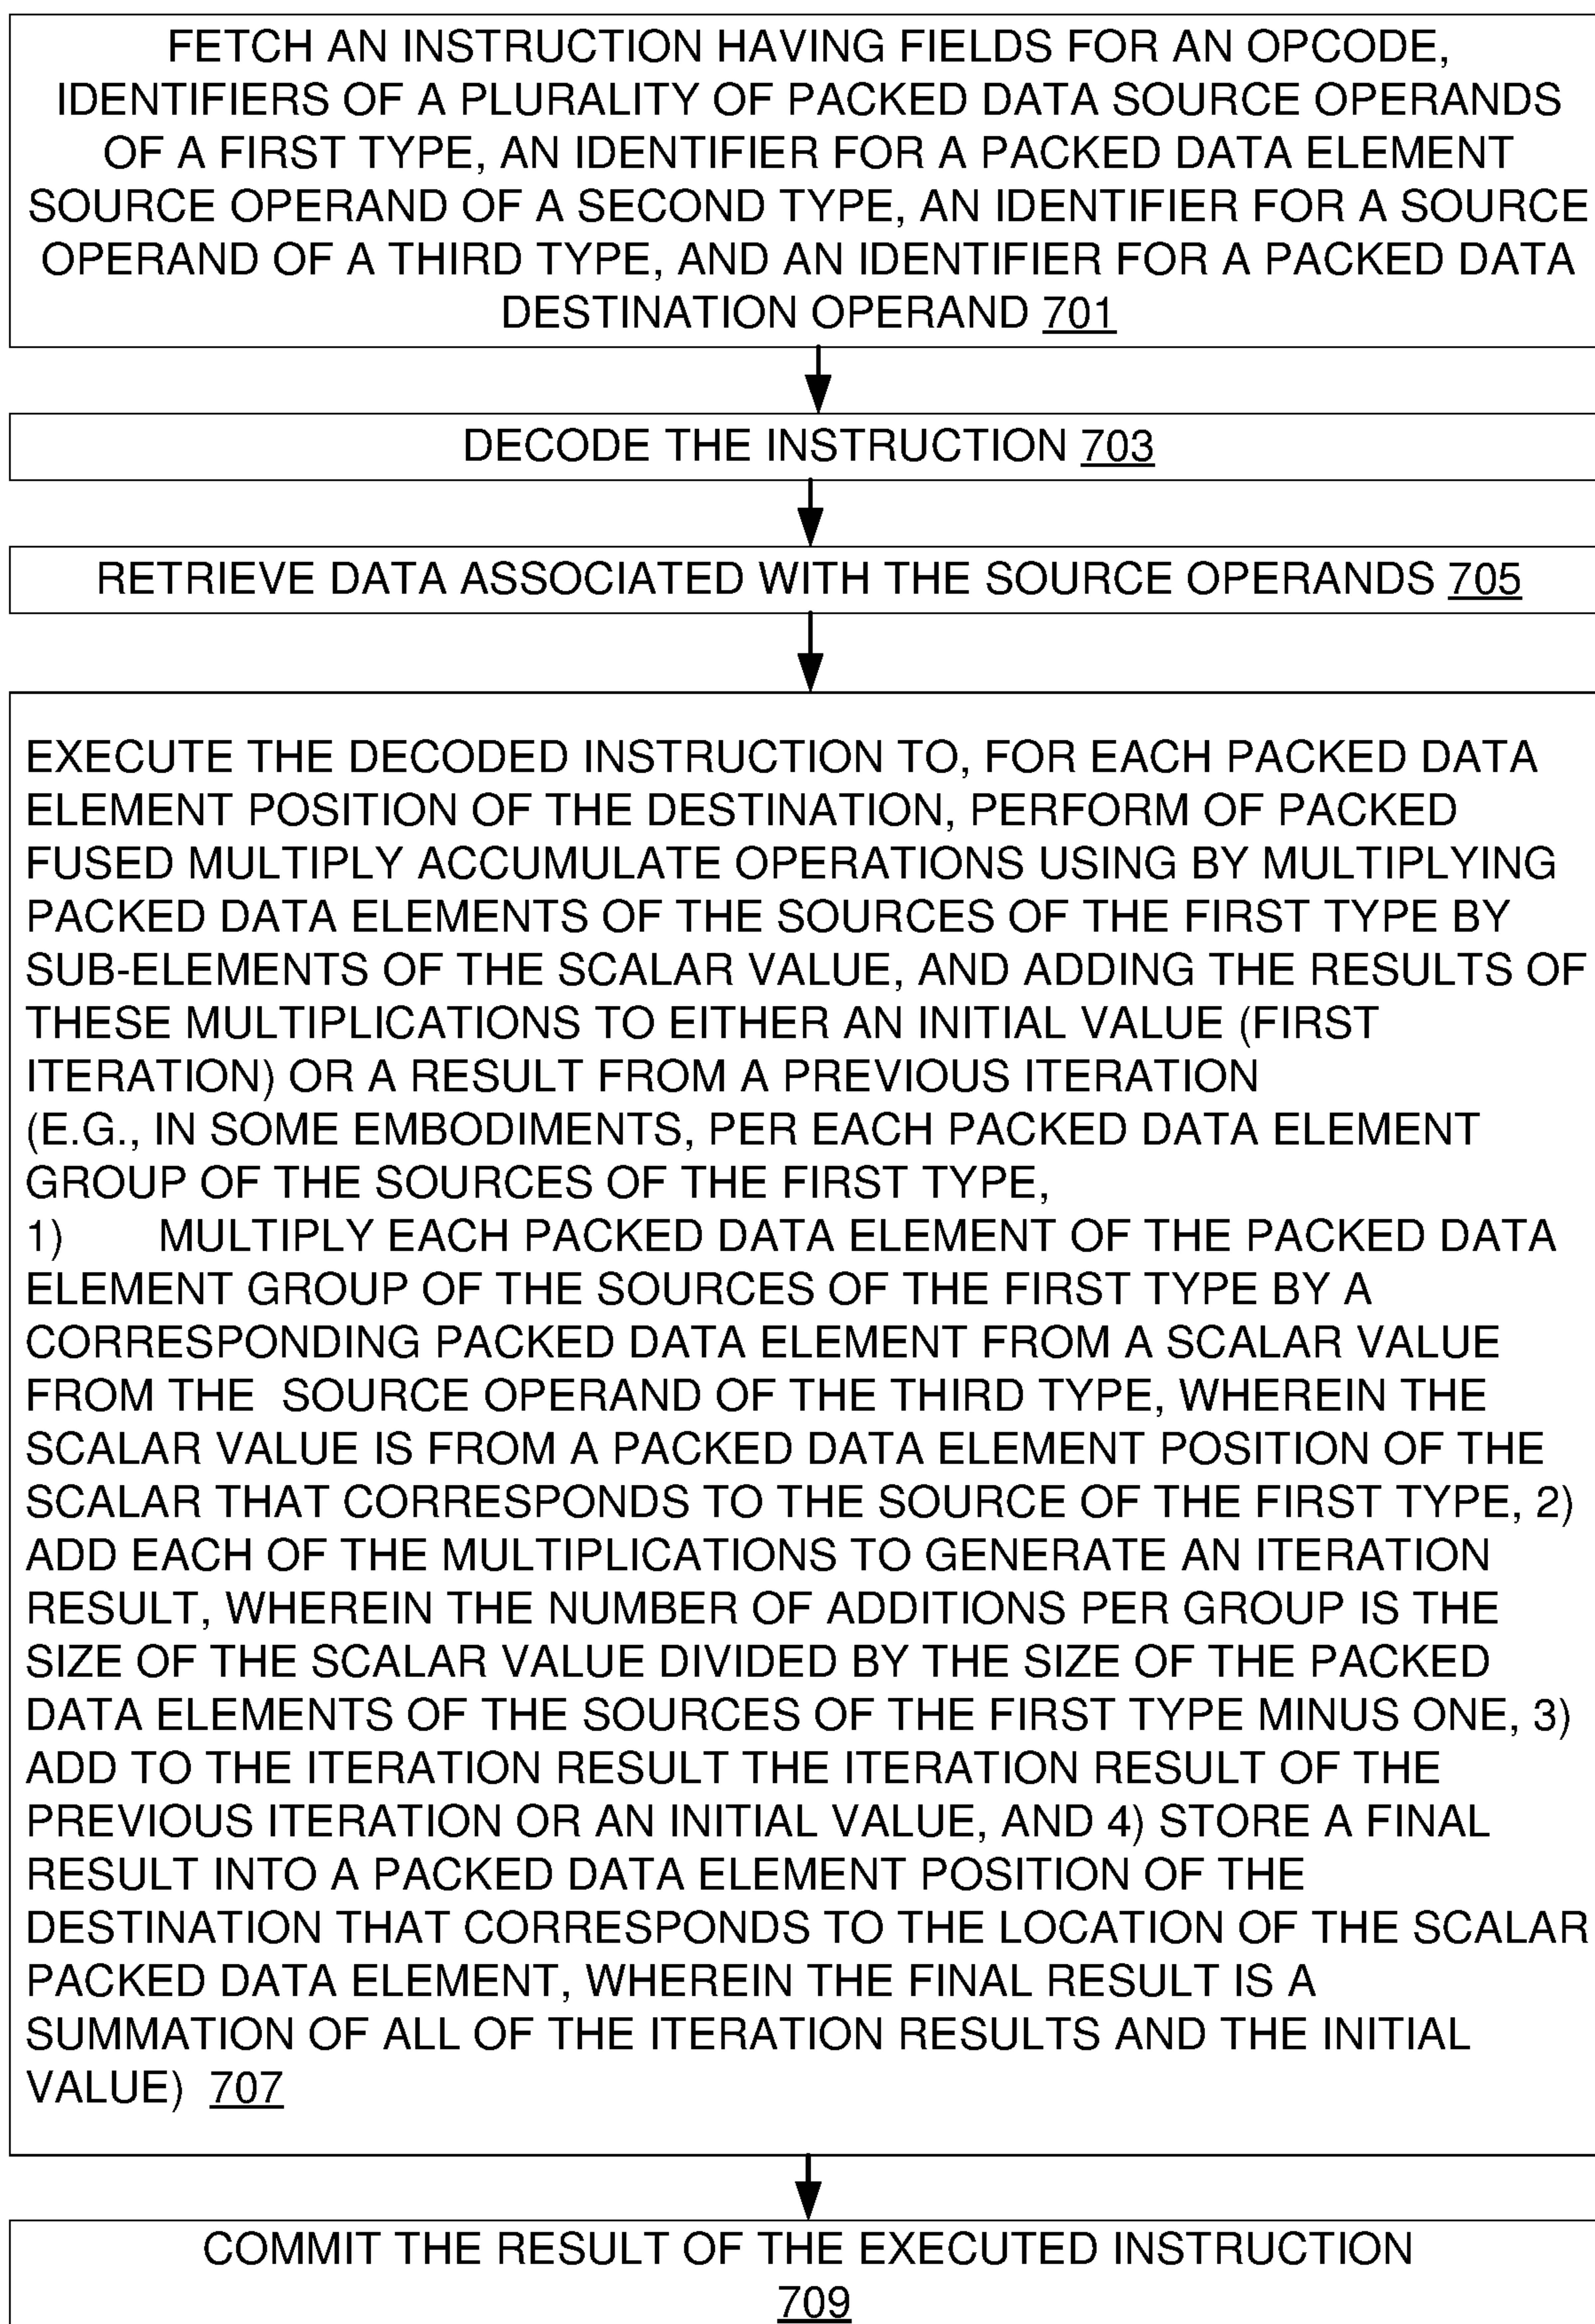 FETCH AN INSTRUCTION HAVING FIELDS FOR AN OPCODE,
IDENTIFIERS OF A PLURALITY OF PACKED DATA SOURCE OPERANDS
OF A FIRST TYPE, AN IDENTIFIER FOR A PACKED DATA ELEMENT
SOURCE OPERAND OF A SECOND TYPE, AN IDENTIFIER FOR A SOURCE
OPERAND OF A THIRD TYPE, AND AN IDENTIFIER FOR A PACKED DATA
DESTINATION OPERAND 701
DECODE THE INSTRUCTION 703
RETRIEVE DATA ASSOCIATED WITH THE SOURCE OPERANDS 705
EXECUTE THE DECODED INSTRUCTION TO, FOR EACH PACKED DATA
ELEMENT POSITION OF THE DESTINATION, PERFORM OF PACKED
FUSED MULTIPLY ACCUMULATE OPERATIONS USING BY MULTIPLYING
PACKED DATA ELEMENTS OF THE SOURCES OF THE FIRST TYPE BY
SUB-ELEMENTS OF THE SCALAR VALUE, AND ADDING THE RESULTS OF
THESE MULTIPLICATIONS TO EITHER AN INITIAL VALUE (FIRST
ITERATION) OR A RESULT FROM A PREVIOUS ITERATION
(E.G., IN SOME EMBODIMENTS, PER EACH PACKED DATA ELEMENT
GROUP OF THE SOURCES OF THE FIRST TYPE,
1) MULTIPLY EACH PACKED DATA ELEMENT OF THE PACKED DATA
ELEMENT GROUP OF THE SOURCES OF THE FIRST TYPE BY A
CORRESPONDING PACKED DATA ELEMENT FROM A SCALAR VALUE
FROM THE SOURCE OPERAND OF THE THIRD TYPE, WHEREIN THE
SCALAR VALUE IS FROM A PACKED DATA ELEMENT POSITION OF THE
SCALAR THAT CORRESPONDS TO THE SOURCE OF THE FIRST TYPE, 2)
ADD EACH OF THE MULTIPLICATIONS TO GENERATE AN ITERATION
RESULT, WHEREIN THE NUMBER OF ADDITIONS PER GROUP IS THE
SIZE OF THE SCALAR VALUE DIVIDED BY THE SIZE OF THE PACKED
DATA ELEMENTS OF THE SOURCES OF THE FIRST TYPE MINUS ONE, 3)
ADD TO THE ITERATION RESULT THE ITERATION RESULT OF THE
PREVIOUS ITERATION OR AN INITIAL VALUE, AND 4) STORE A FINAL
RESULT INTO A PACKED DATA ELEMENT POSITION OF THE
DESTINATION THAT CORRESPONDS TO THE LOCATION OF THE SCALAR
PACKED DATA ELEMENT, WHEREIN THE FINAL RESULT IS A
SUMMATION OF ALL OF THE ITERATION RESULTS AND THE INITIAL
VALUE) 707
COMMIT THE RESULT OF THE EXECUTED INSTRUCTION
709